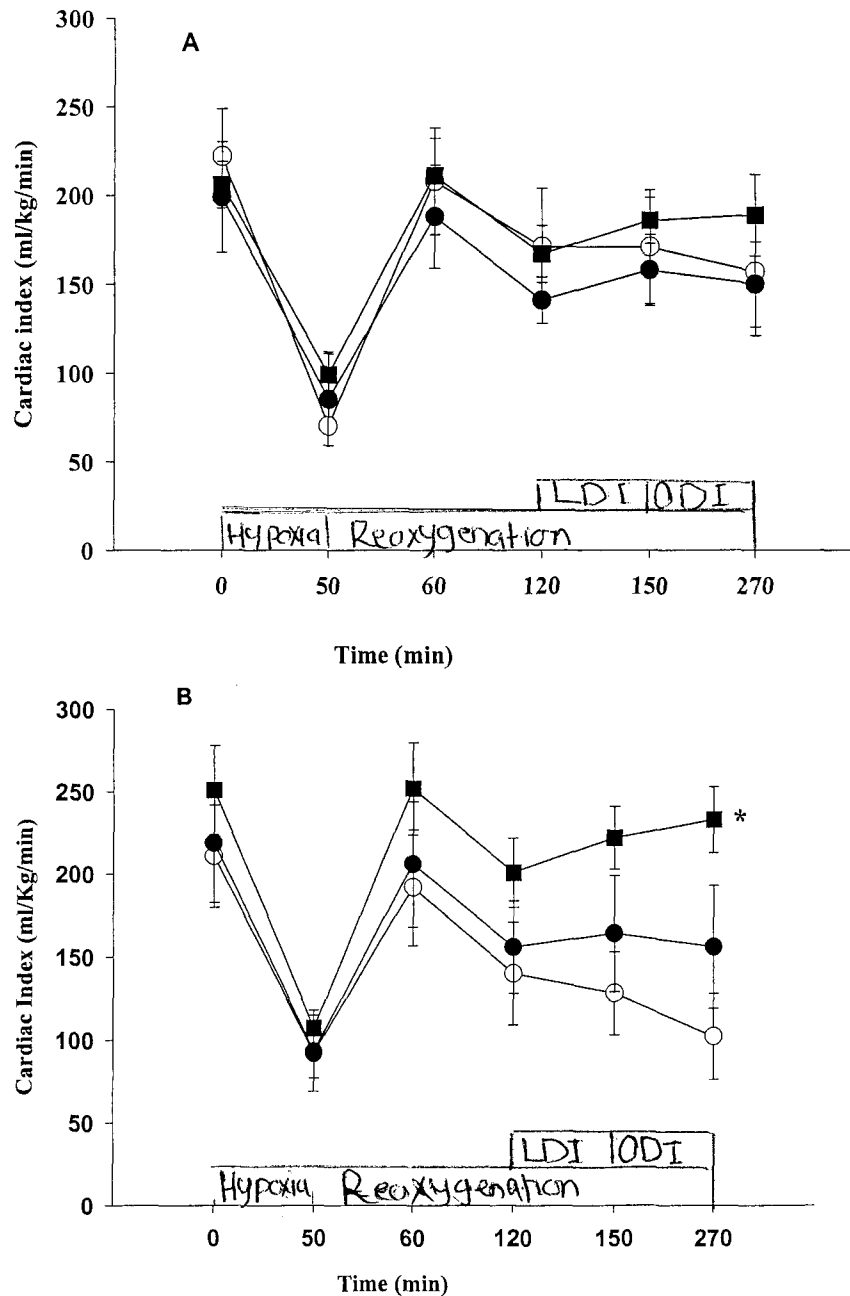 A
Cardiac index (ml/kg/min)
300
250
200
150
100
50
0
LDI ODI
Hypoxia Reoxygenation
0 50 60 120 150 270
Time (min)
B
Cardiac Index (ml/Kg/min)
300
250
200
150
100
50
0
*
LDI ODI
Hypoxia Reoxygenation
0 50 60 120 150 270
Time (min)